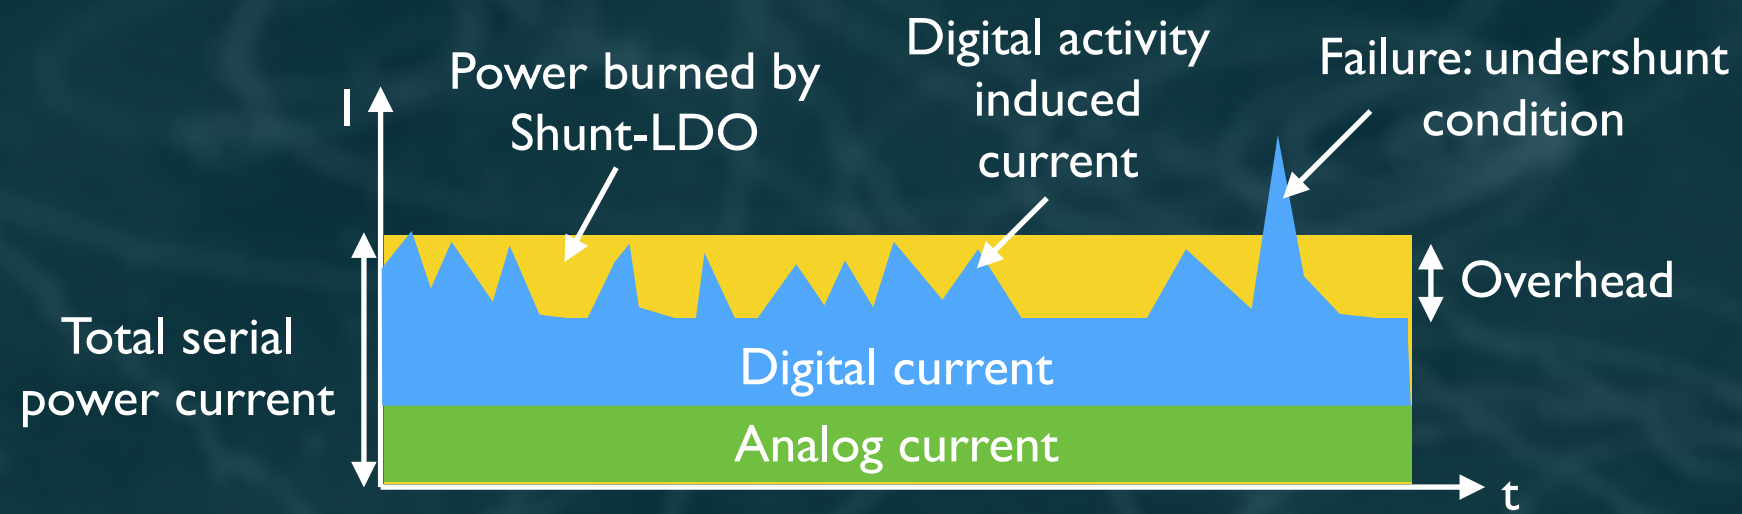 Power burned by
Shunt-LDO
Digital activity
induced
current
Failure: undershunt
condition
I
Total serial
power current
Overhead
Digital current
Analog current
t